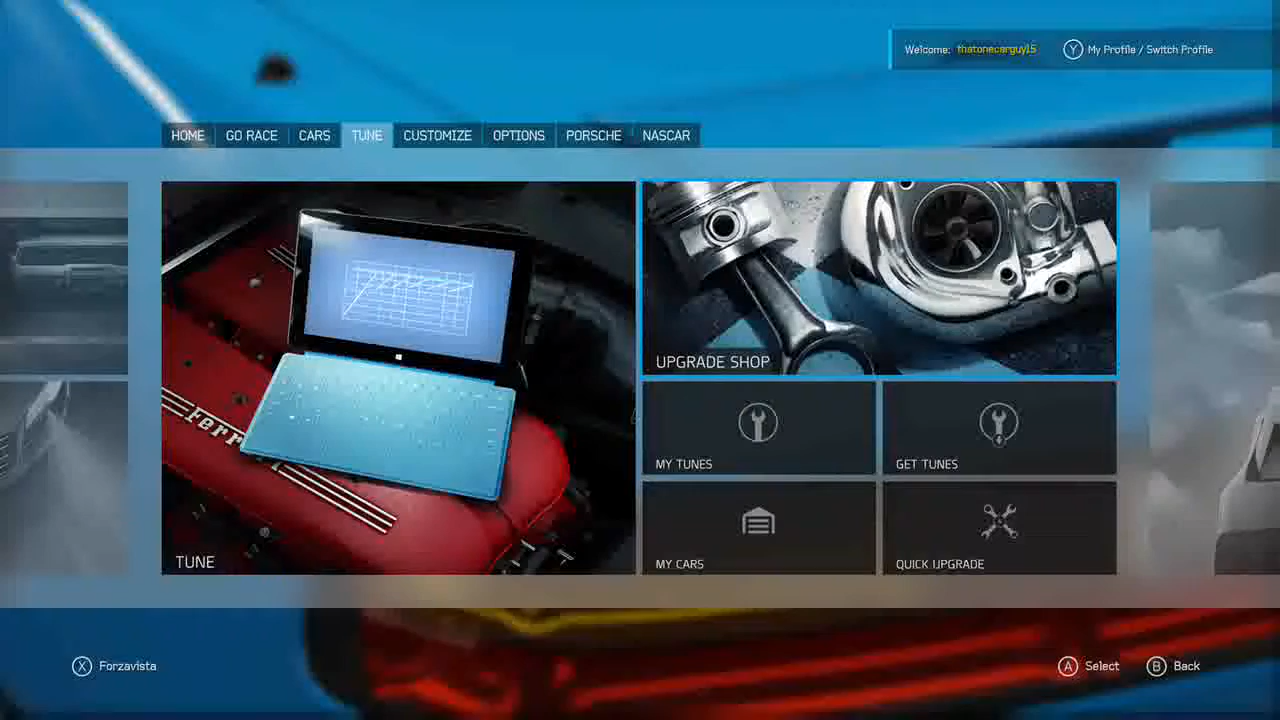 Welcome: thatonecarguy15
Y My Profile / Switch Profile
HOME GO RACE CARS TUNE CUSTOMIZE OPTIONS PORSCHE NASCAR
UPGRADE SHOP
Ferr
MY TUNES
GET TUNES
TUNE
MY CARS
QUICK UPGRADE
X Forzavista
A Select
B Back